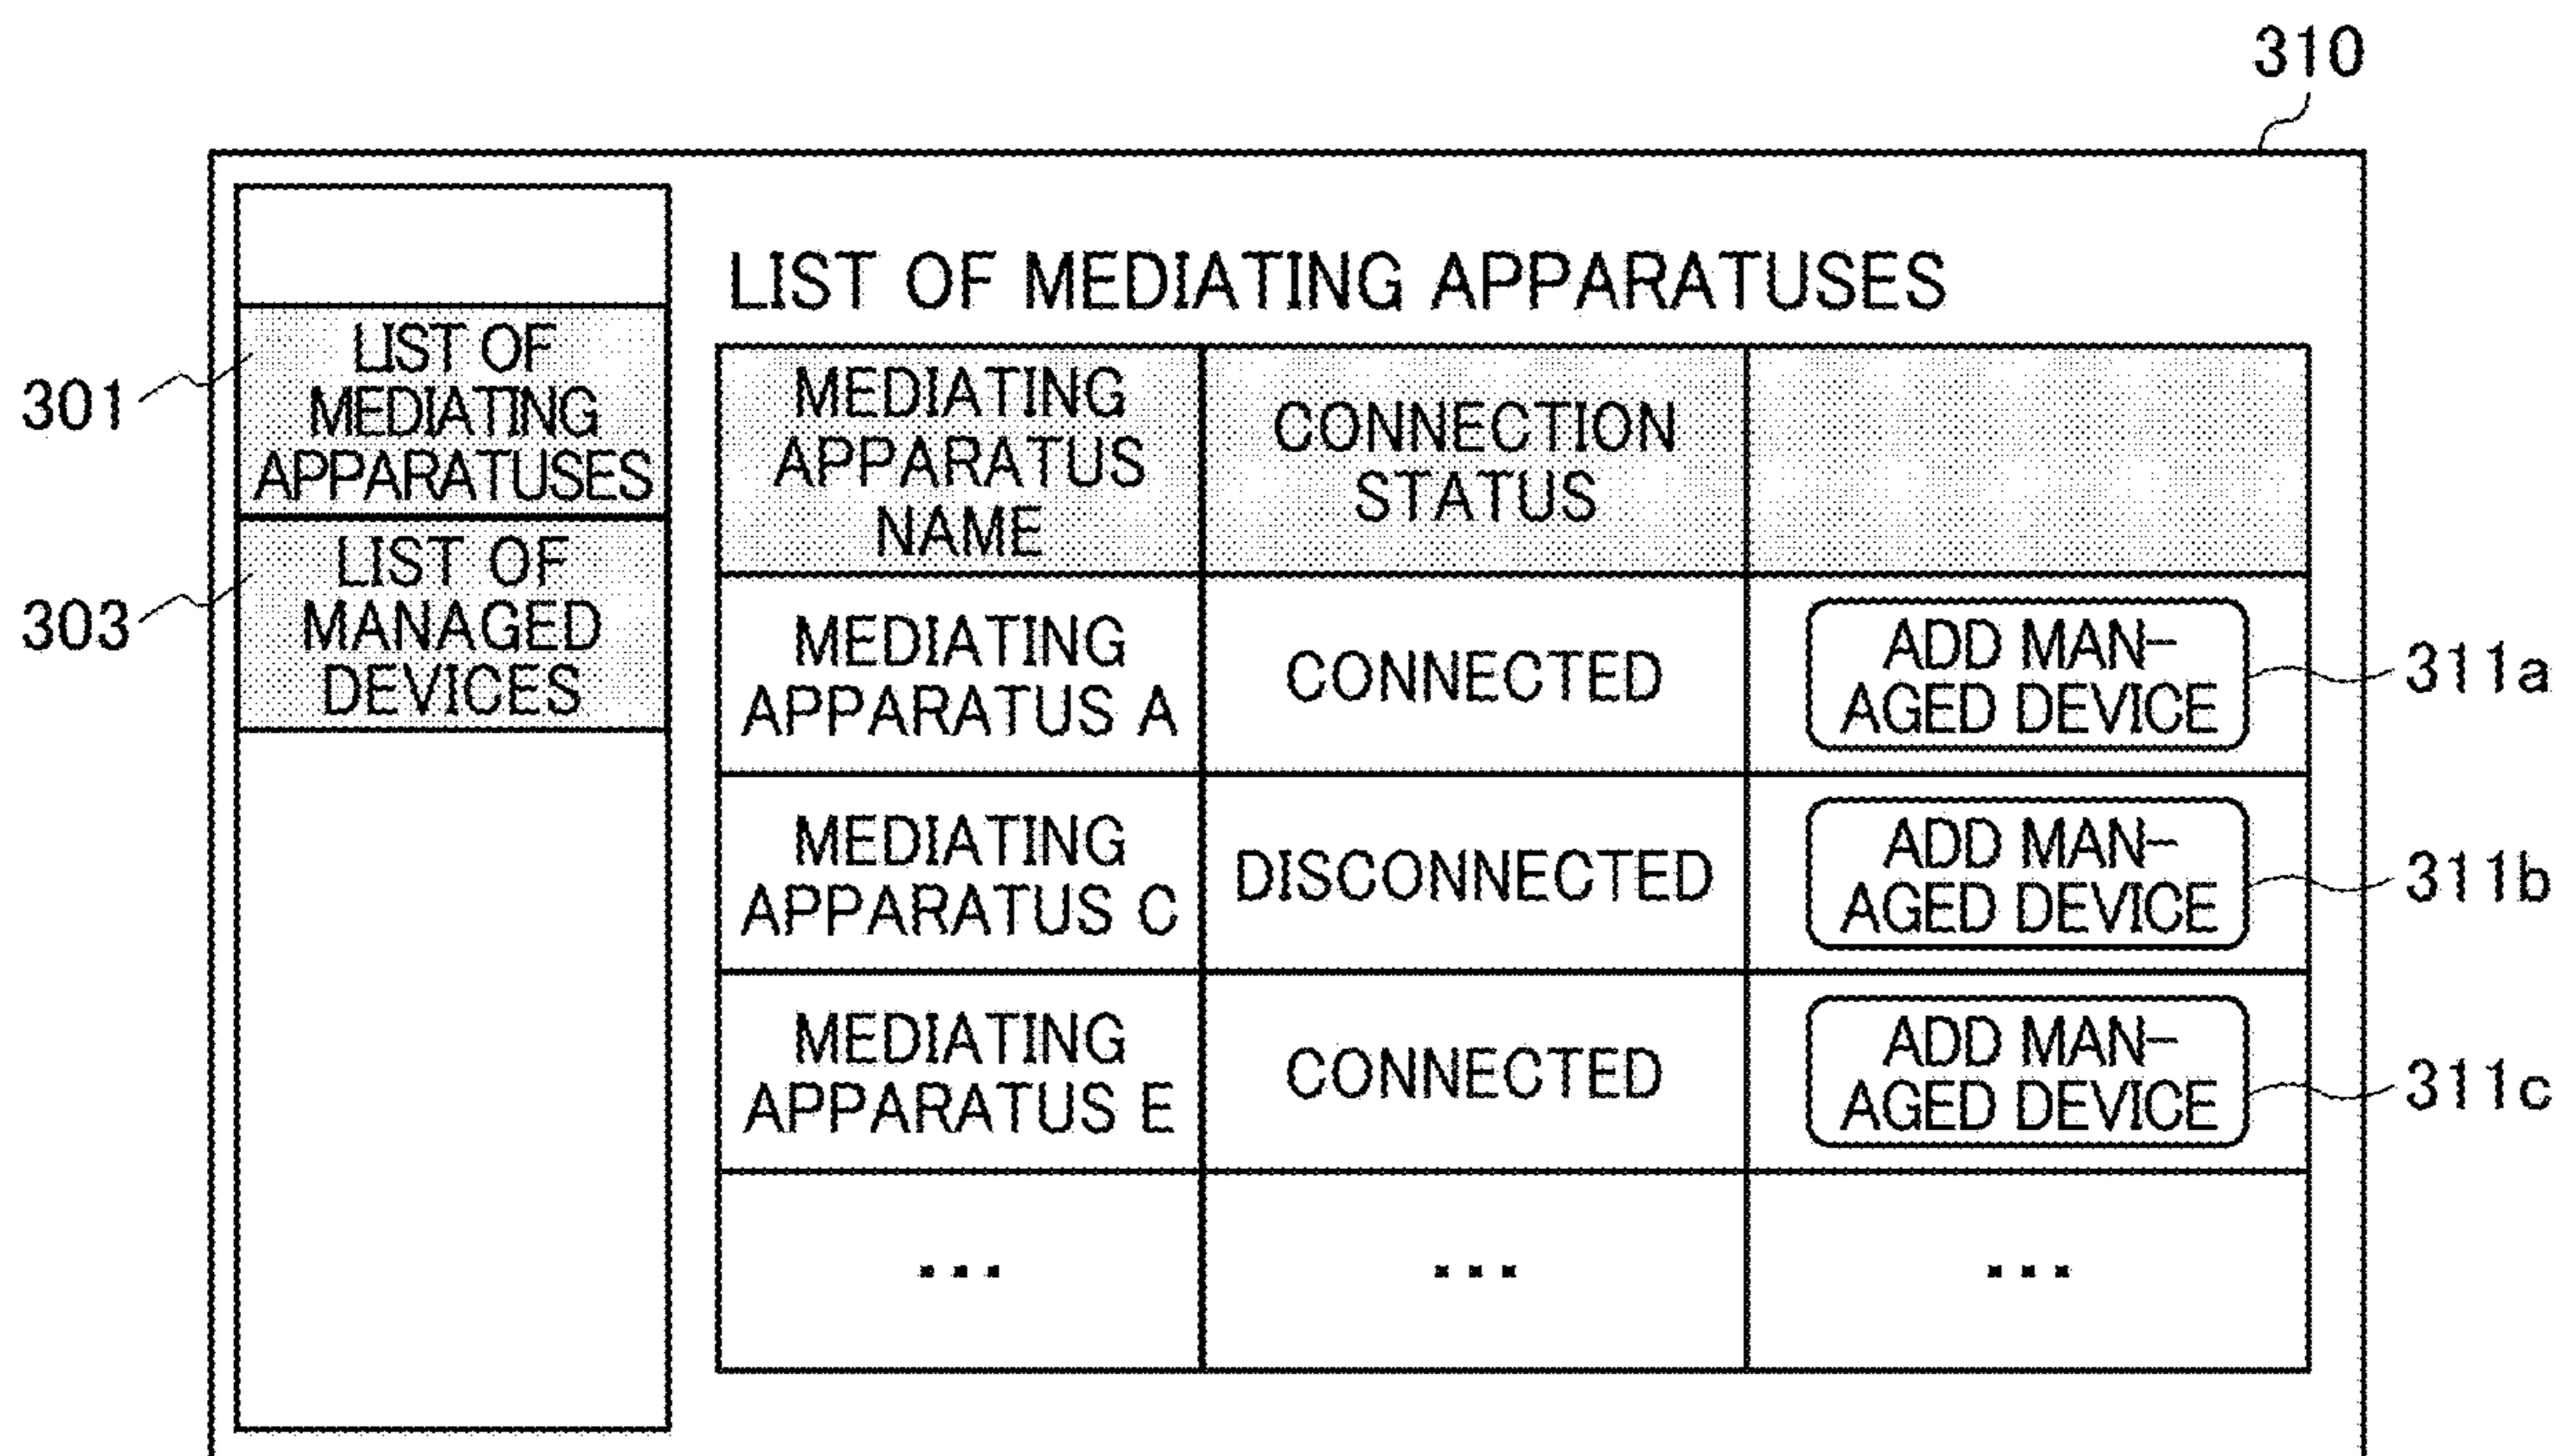 310
LIST OF
MEDIATING
APPARATUSES
301
LIST OF
MANAGED
DEVICES
303
LIST OF MEDIATING APPARATUSES
MEDIATING
APPARATUS
NAME
CONNECTION
STATUS
MEDIATING
APPARATUS A
CONNECTED
ADD MAN-
AGED DEVICE
311a
MEDIATING
APPARATUS C
DISCONNECTED
ADD MAN-
AGED DEVICE
311b
MEDIATING
APPARATUS E
CONNECTED
ADD MAN-
AGED DEVICE
311c
... ... ...